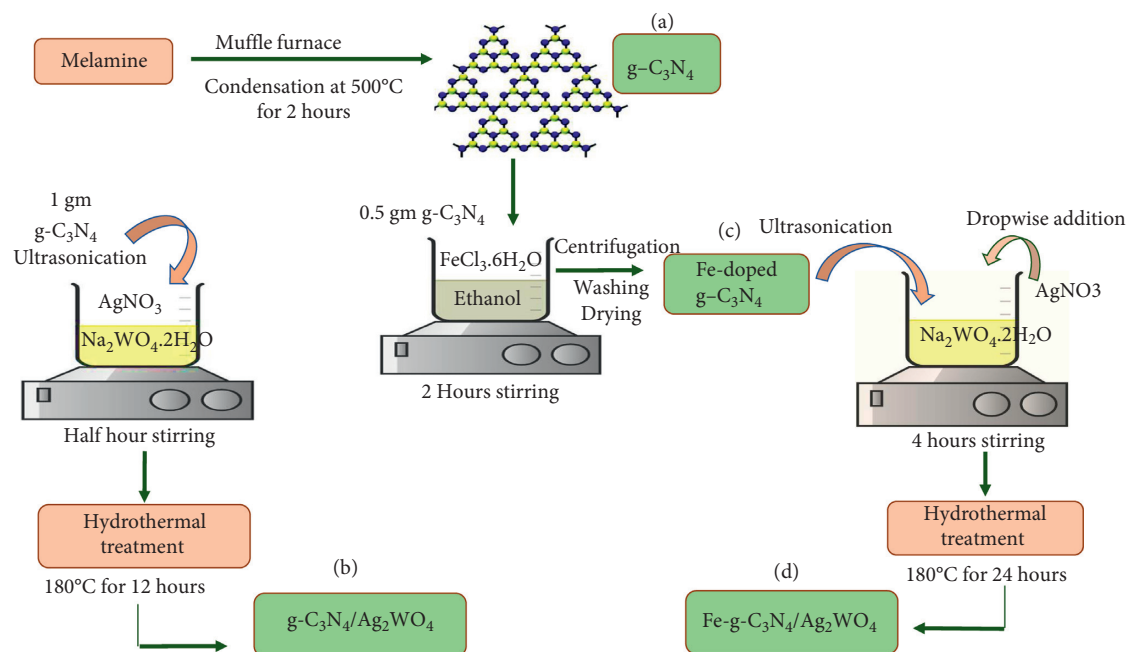 (a)
Melamine
Muffle furnace
Condensation at 500°C
for 2 hours
g–C₃N₄
1 gm
g-C₃N₄
Ultrasonication
AgNO₃
Na₂WO₄.2H₂O
Half hour stirring
Hydrothermal
treatment
180°C for 12 hours
(b)
g-C₃N₄/Ag₂WO₄
0.5 gm g-C₃N₄
FeCl₃.6H₂O
Ethanol
2 Hours stirring
Centrifugation
Washing
Drying
(c)
Fe-doped
g–C₃N₄
Ultrasonication
Dropwise addition
AgNO3
Na₂WO₄.2H₂O
4 hours stirring
Hydrothermal
treatment
180°C for 24 hours
(d)
Fe-g-C₃N₄/Ag₂WO₄